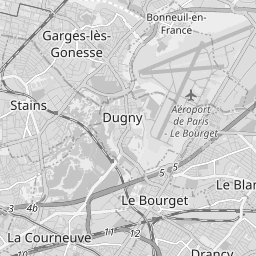 Bonneuil-en-
France
Garges-lès-
Gonesse
Stains
Dugny
Aéroport
de Paris
- Le Bourget
5
5
3
4b
Le Bourget
Le Blan
La Courneuve
11
12
10
Drancy